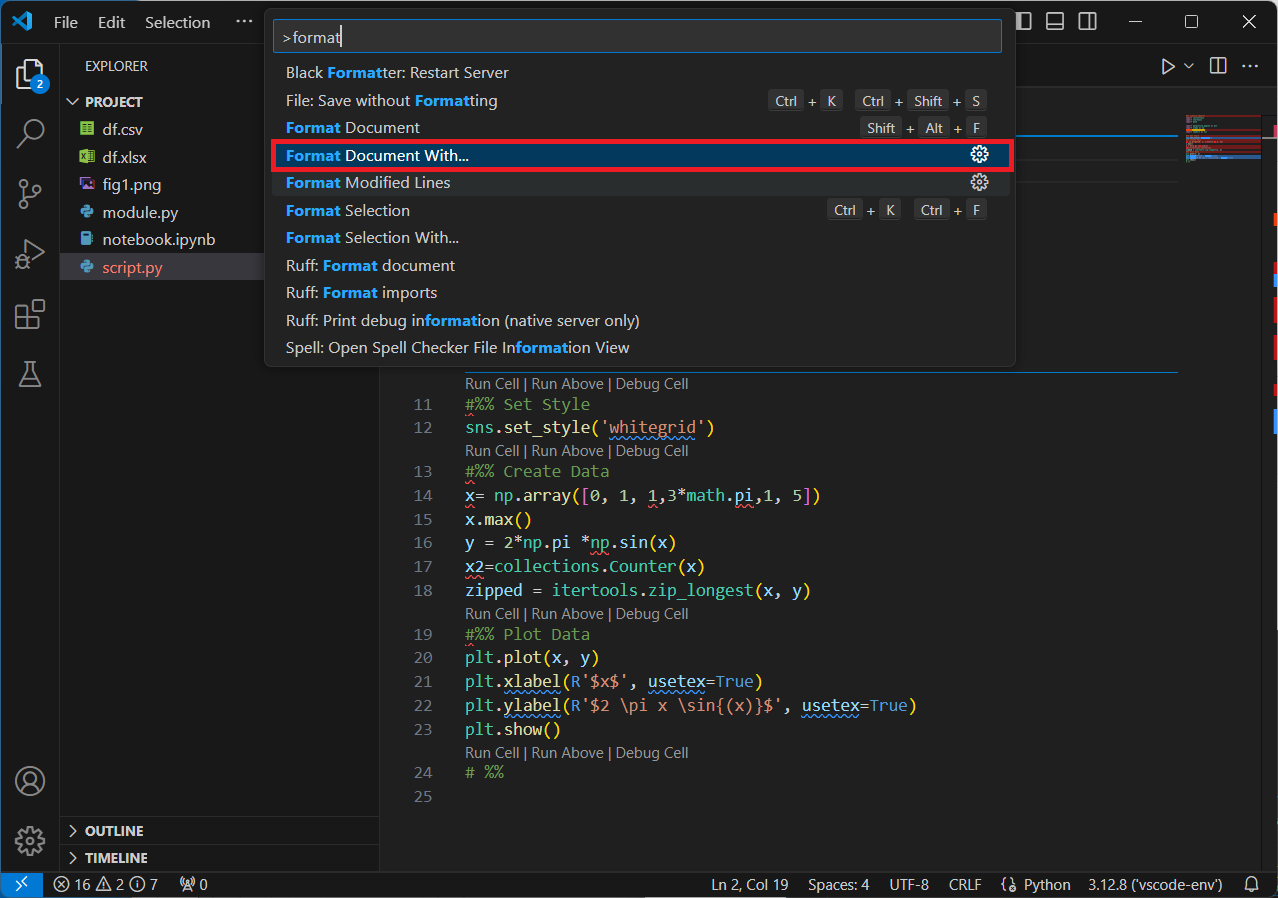 File Edit Selection ···
>format
EXPLORER
2
PROJECT
df.csv
df.xlsx
fig1.png
module.py
notebook.ipynb
script.py
OUTLINE
TIMELINE
Black Formatter: Restart Server
File: Save without Formatting Ctrl + K Ctrl + Shift + S
Format Document Shift + Alt + F
Format Document With...
Format Modified Lines
Format Selection Ctrl + K Ctrl + F
Format Selection With...
Ruff: Format document
Ruff: Format imports
Ruff: Print debug information (native server only)
Spell: Open Spell Checker File Information View
Run Cell | Run Above | Debug Cell
11 #%% Set Style
12 sns.set_style('whitegrid')
Run Cell | Run Above | Debug Cell
13 #%% Create Data
14 x= np.array([0, 1, 1,3*math.pi,1, 5])
15 x.max()
16 y = 2*np.pi *np.sin(x)
17 x2=collections.Counter(x)
18 zipped = itertools.zip_longest(x, y)
Run Cell | Run Above | Debug Cell
19 #%% Plot Data
20 plt.plot(x, y)
21 plt.xlabel(R'$x$', usetex=True)
22 plt.ylabel(R'$2 \pi x \sin{(x)}$', usetex=True)
23 plt.show()
Run Cell | Run Above | Debug Cell
24 # %%
25
16 2 7 0 Ln 2, Col 19 Spaces: 4 UTF-8 CRLF Python 3.12.8 ('vscode-env')